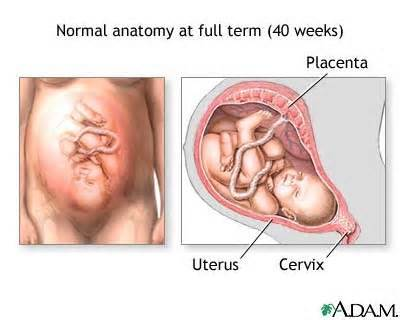 Normal anatomy at full term (40 weeks)
Placenta
Uterus
Cervix
A.D.A.M.